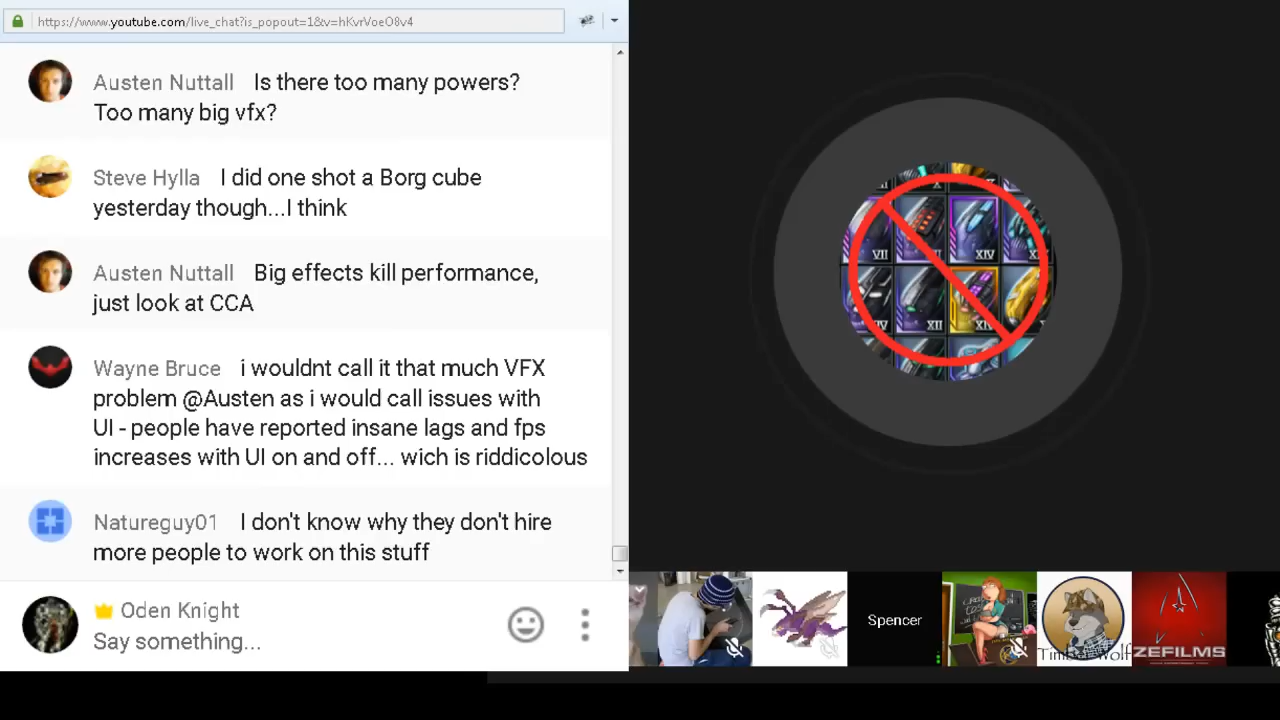 https://www.youtube.com/live_chat?is_popout=1&v=hKvrVoeO8v4
Austen Nuttall Is there too many powers?
Too many big vfx?
Steve Hylla I did one shot a Borg cube
yesterday though...I think
Austen Nuttall Big effects kill performance,
just look at CCA
Wayne Bruce i wouldnt call it that much VFX
problem @Austen as i would call issues with
UI - people have reported insane lags and fps
increases with UI on and off... wich is riddicolous
Natureguy01 I don't know why they don't hire
more people to work on this stuff
Oden Knight
Say something...
X
VII
XIV
XII
Spencer
ZEFILMS